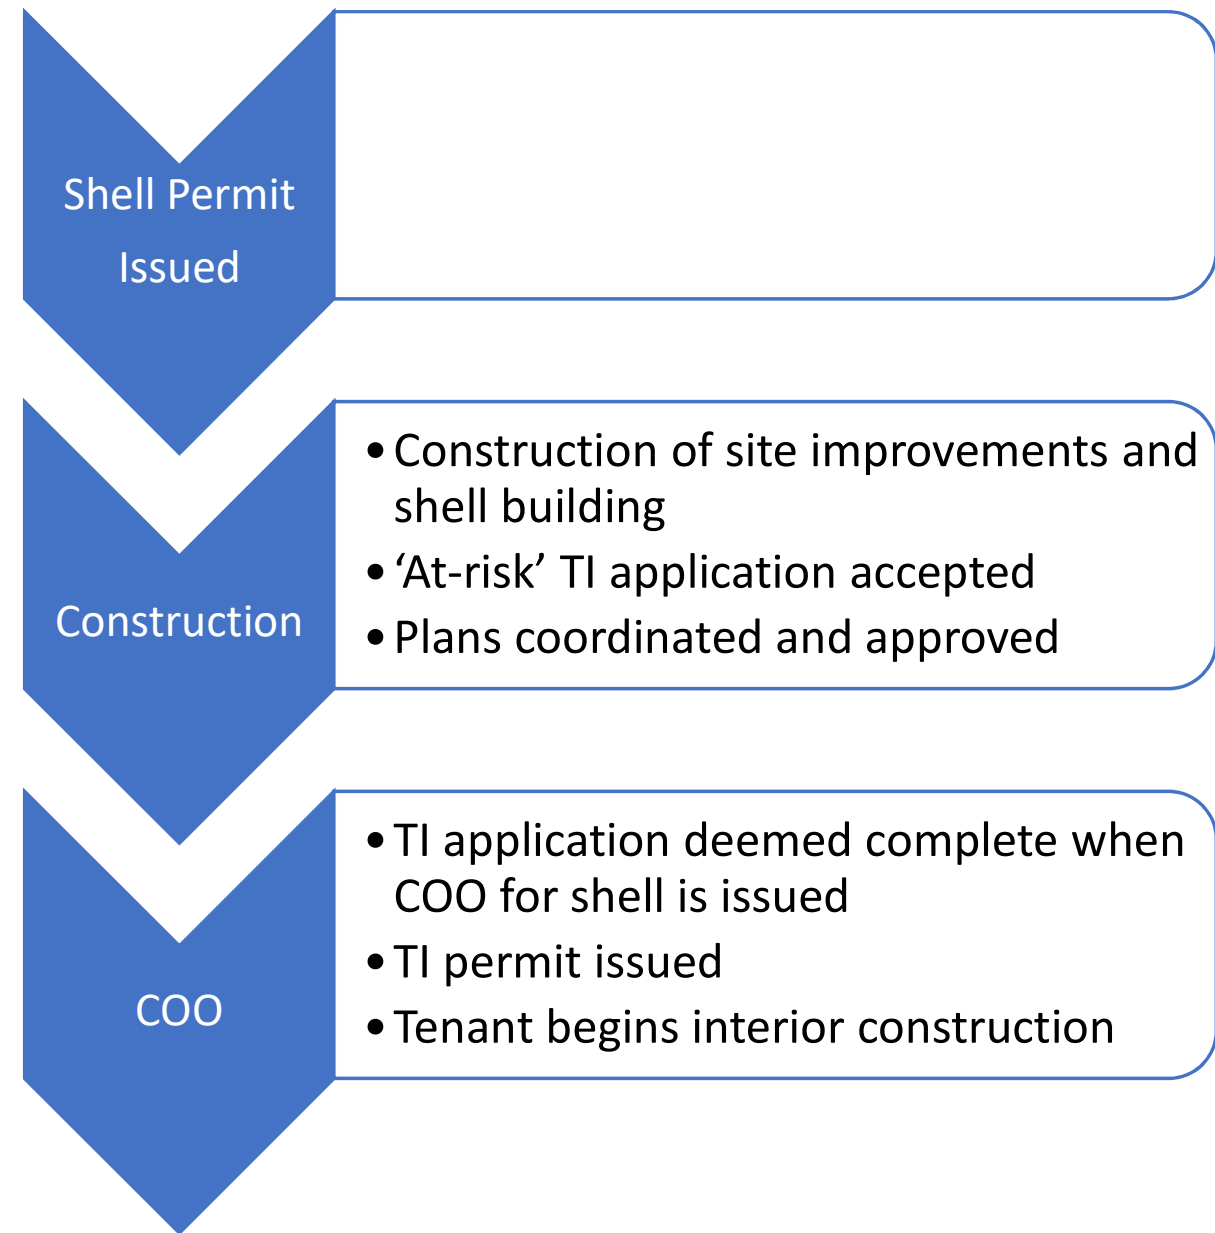 Shell Permit
Issued
Construction
• Construction of site improvements and
shell building
• ‘At-risk’ TI application accepted
• Plans coordinated and approved
COO
• TI application deemed complete when
COO for shell is issued
• TI permit issued
• Tenant begins interior construction